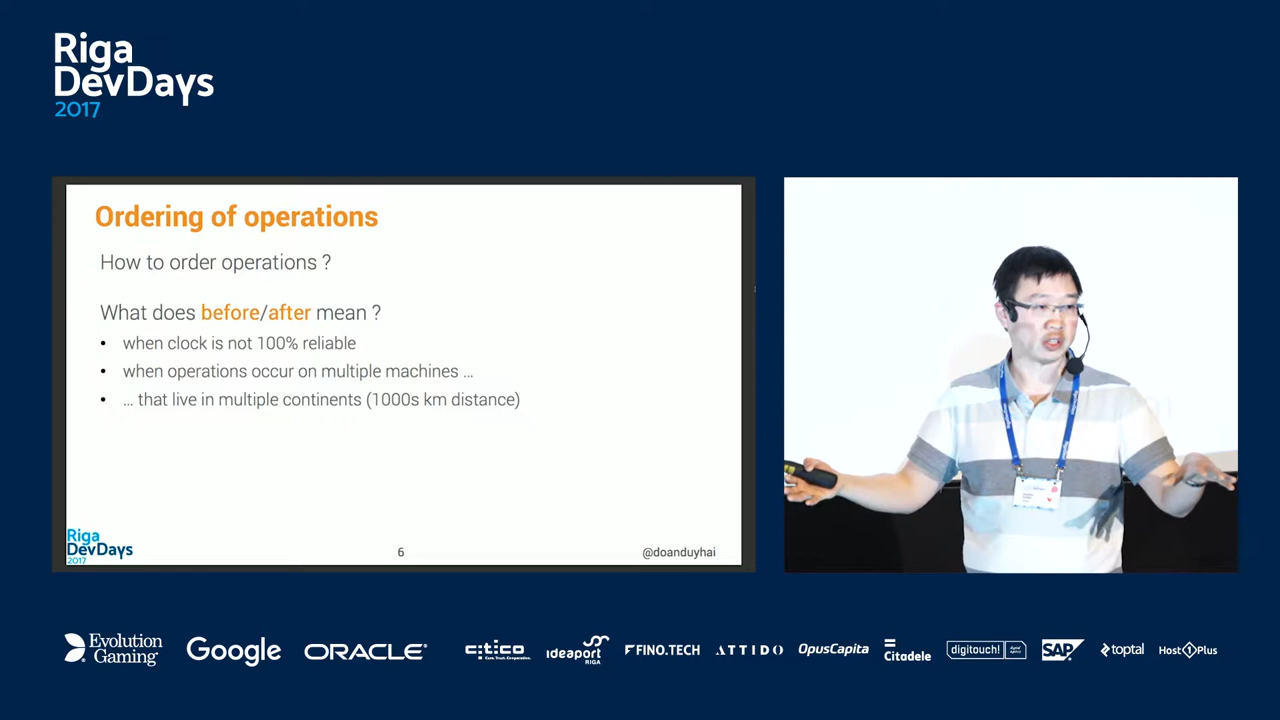 Riga
DevDays
2017
Ordering of operations
How to order operations ?
What does before/after mean ?
• when clock is not 100% reliable
• when operations occur on multiple machines ...
• ... that live in multiple continents (1000s km distance)
Riga
DevDays
2017
6
@doanduyhai
Evolution
Gaming
Google
ORACLE
citico
ideaport
RIGA
FINO.TECH
ATTIDO
OpusCapita
Citadele
digitouch!
SAP
toptal
Host1Plus